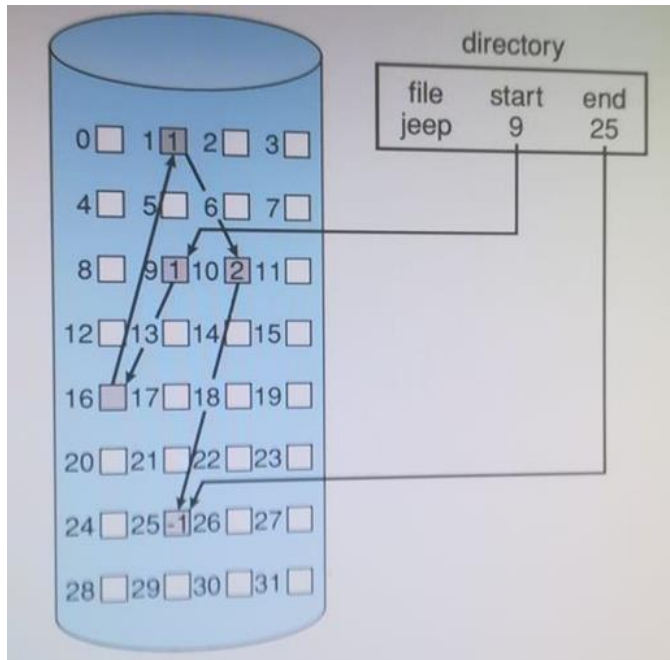 directory
file start end
jeep 9 25
0 1 1 2 3
4 5 6 7
8 9 1 10 2 11
12 13 14 15
16 17 18 19
20 21 22 23
24 25 -1 26 27
28 29 30 31